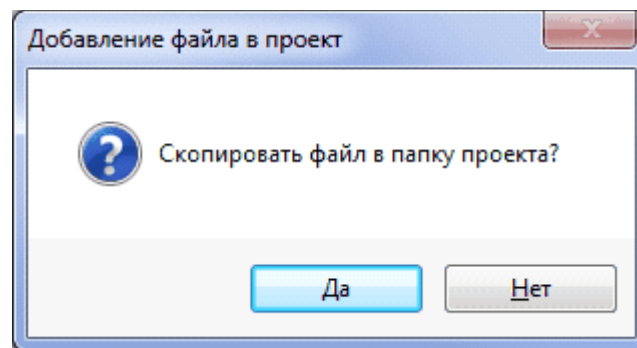 Добавление файла в проект
Скопировать файл в папку проекта?
Да
Нет